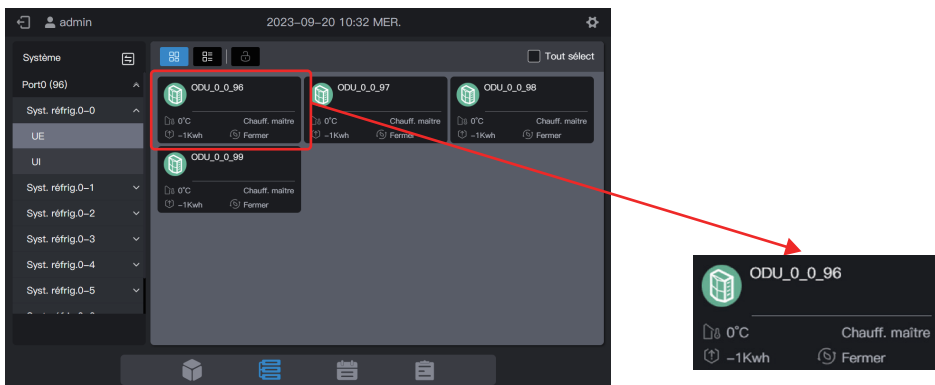 admin
2023-09-20 10:32 MER.
Système
Tout sélect
Port0 (96)
Syst. réfrig.0-0
UE
UI
Syst. réfrig.0-1
Syst. réfrig.0-2
Syst. réfrig.0-3
Syst. réfrig.0-4
Syst. réfrig.0-5
ODU_0_0_96
0°C Chauff. maître
-1Kwh Fermer
ODU_0_0_97
0°C Chauff. maître
-1Kwh Fermer
ODU_0_0_98
0°C Chauff. maître
-1Kwh Fermer
ODU_0_0_99
0°C Chauff. maître
-1Kwh Fermer
ODU_0_0_96
0°C Chauff. maître
-1Kwh Fermer